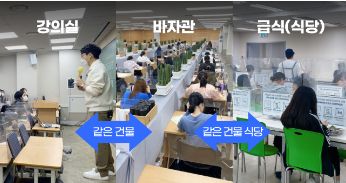 강의실
바자관
급식(식당)
같은 건물
같은 건물 식당